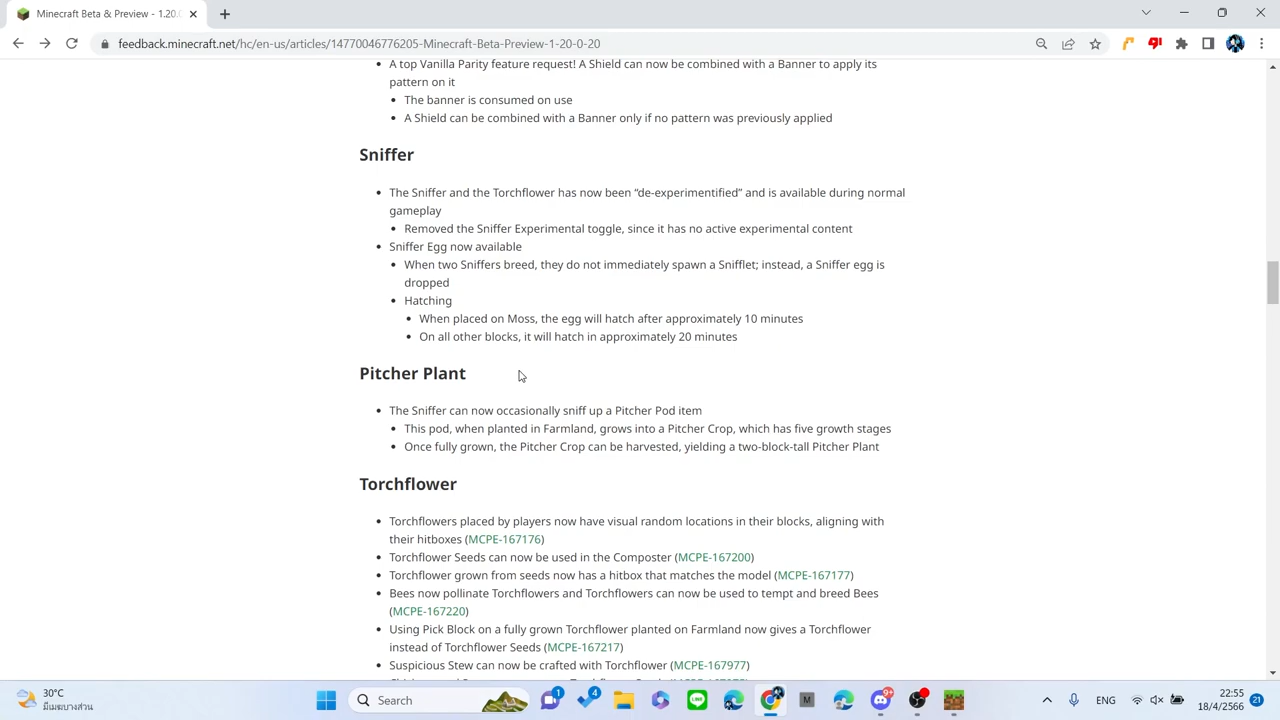 Minecraft Beta & Preview - 1.20.
feedback.minecraft.net/hc/en-us/articles/14770046776205-Minecraft-Beta-Preview-1-20-0-20
A top Vanilla Parity feature request! A Shield can now be combined with a Banner to apply its
pattern on it
The banner is consumed on use
A Shield can be combined with a Banner only if no pattern was previously applied
Sniffer
The Sniffer and the Torchflower has now been “de-experimentified” and is available during normal
gameplay
Removed the Sniffer Experimental toggle, since it has no active experimental content
Sniffer Egg now available
When two Sniffers breed, they do not immediately spawn a Snifflet; instead, a Sniffer egg is
dropped
Hatching
When placed on Moss, the egg will hatch after approximately 10 minutes
On all other blocks, it will hatch in approximately 20 minutes
Pitcher Plant
The Sniffer can now occasionally sniff up a Pitcher Pod item
This pod, when planted in Farmland, grows into a Pitcher Crop, which has five growth stages
Once fully grown, the Pitcher Crop can be harvested, yielding a two-block-tall Pitcher Plant
Torchflower
Torchflowers placed by players now have visual random locations in their blocks, aligning with
their hitboxes (MCPE-167176)
Torchflower Seeds can now be used in the Composter (MCPE-167200)
Torchflower grown from seeds now has a hitbox that matches the model (MCPE-167177)
Bees now pollinate Torchflowers and Torchflowers can now be used to tempt and breed Bees
(MCPE-167220)
Using Pick Block on a fully grown Torchflower planted on Farmland now gives a Torchflower
instead of Torchflower Seeds (MCPE-167217)
Suspicious Stew can now be crafted with Torchflower (MCPE-167977)
30°C
มีเมฆบางส่วน
Search
1
4
LINE
M
9+
ENG
22:55
18/4/2566
21